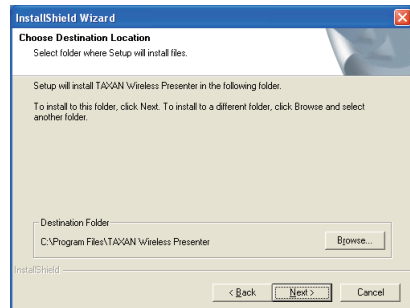 InstallShield Wizard
Choose Destination Location
Select folder where Setup will install files.
Setup will install TAXAN Wireless Presenter in the following folder.
To install to this folder, click Next. To install to a different folder, click Browse and select
another folder.
Destination Folder
C:\Program Files\TAXAN Wireless Presenter
Browse...
InstallShield
< Back
Next >
Cancel